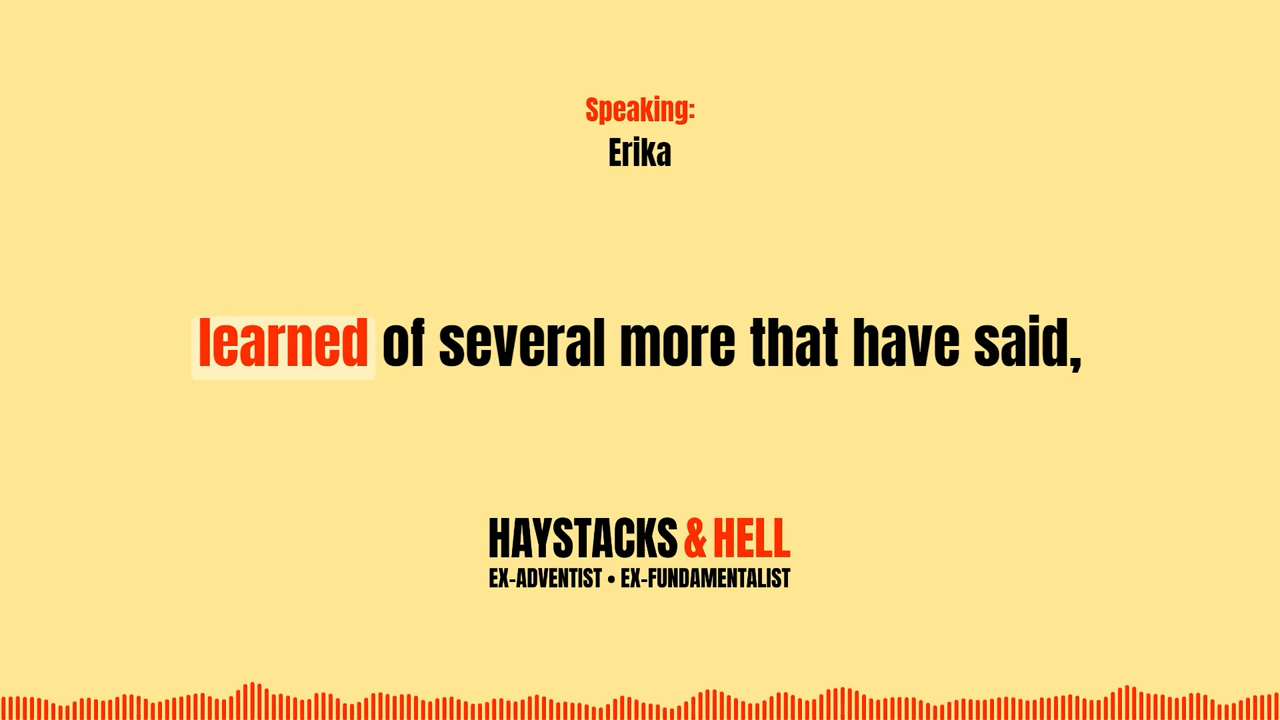 Speaking:
Erika
learned of several more that have said,
HAYSTACKS & HELL
EX-ADVENTIST • EX-FUNDAMENTALIST